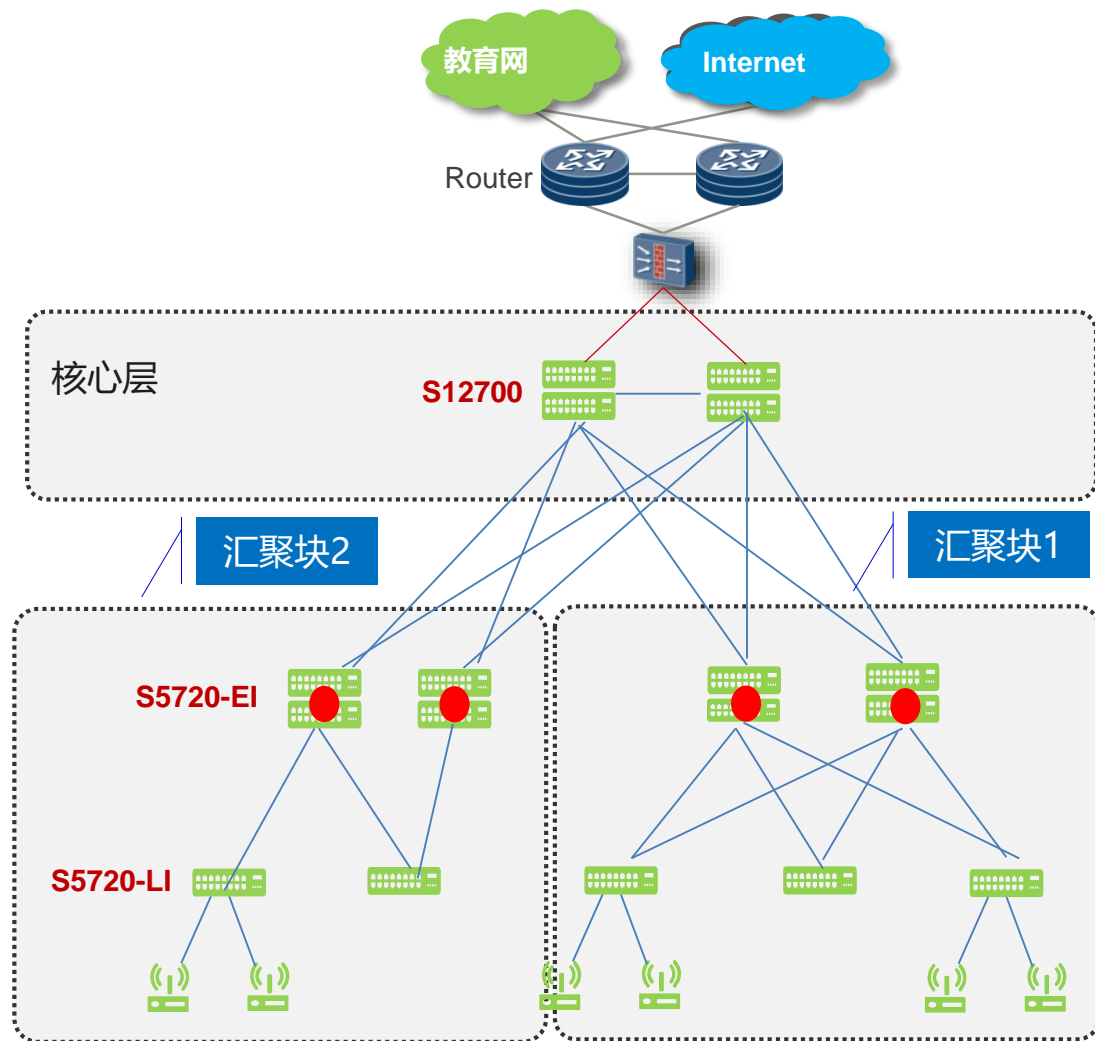 教育网
Internet
Router
核心层
S12700
汇聚块2
汇聚块1
S5720-EI
S5720-LI